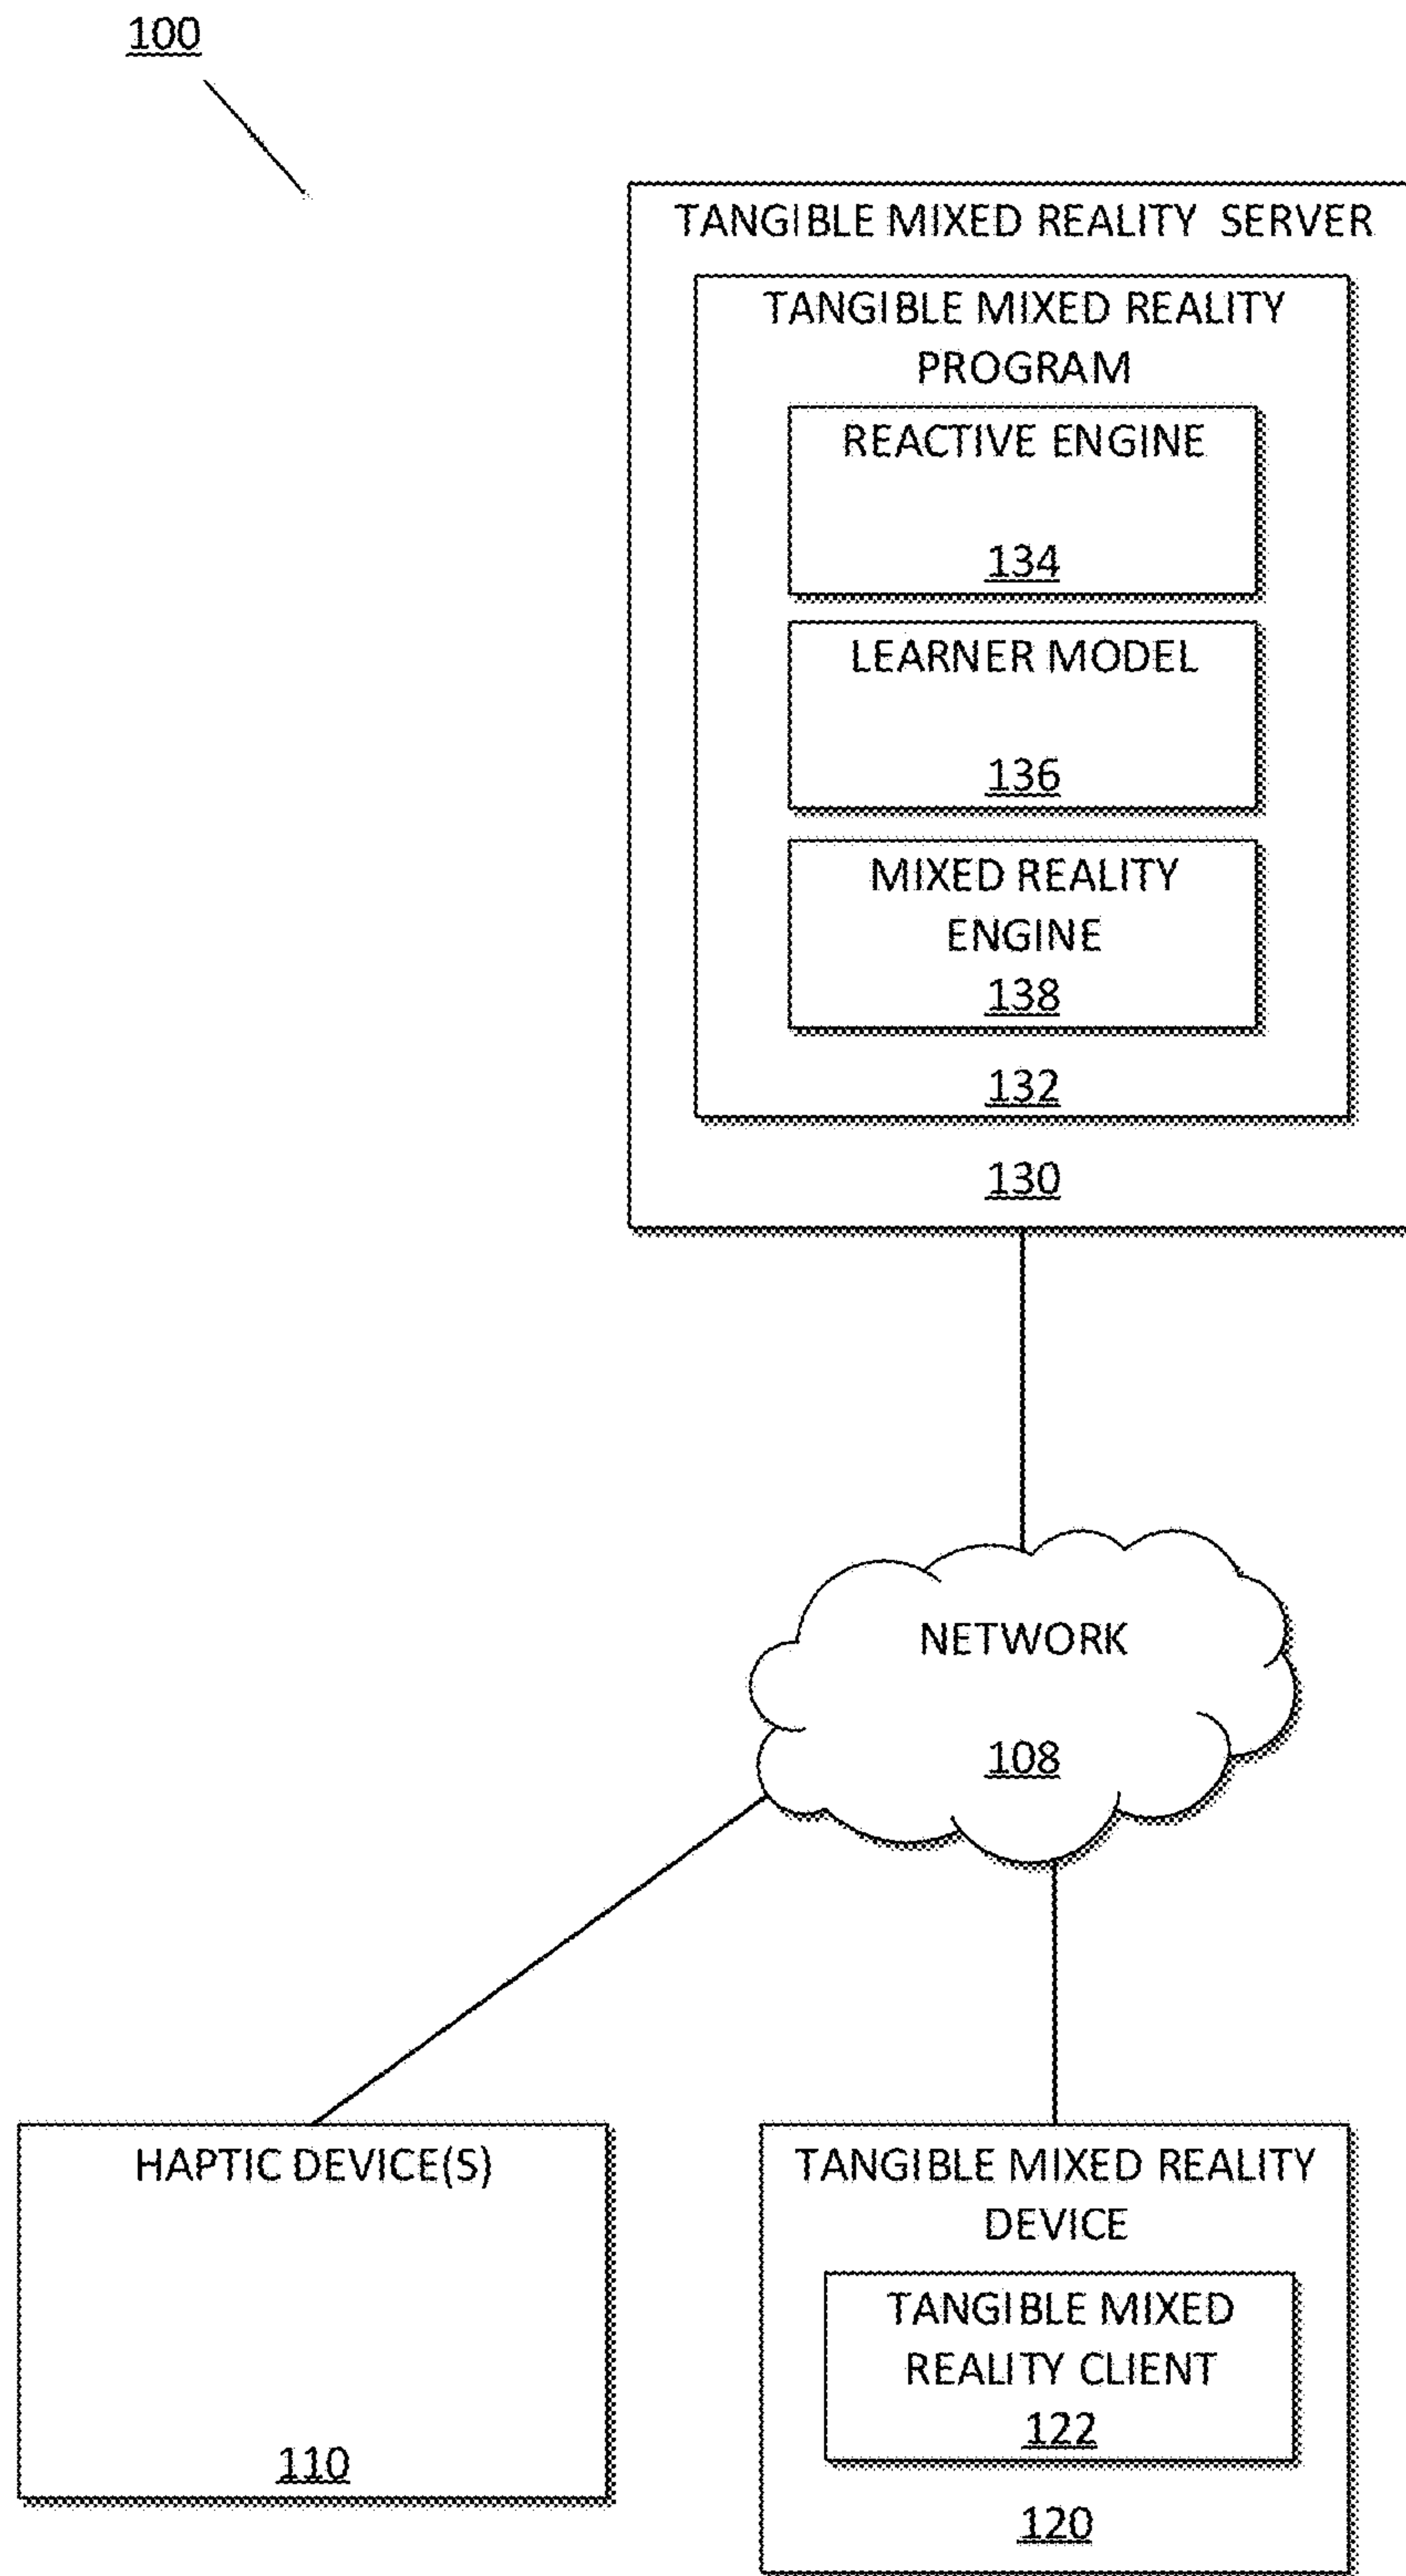 100
TANGIBLE MIXED REALITY SERVER
TANGIBLE MIXED REALITY
PROGRAM
REACTIVE ENGINE
134
LEARNER MODEL
136
MIXED REALITY
ENGINE
138
132
130
NETWORK
108
HAPTIC DEVICE(S)
110
TANGIBLE MIXED REALITY
DEVICE
TANGIBLE MIXED
REALITY CLIENT
122
120